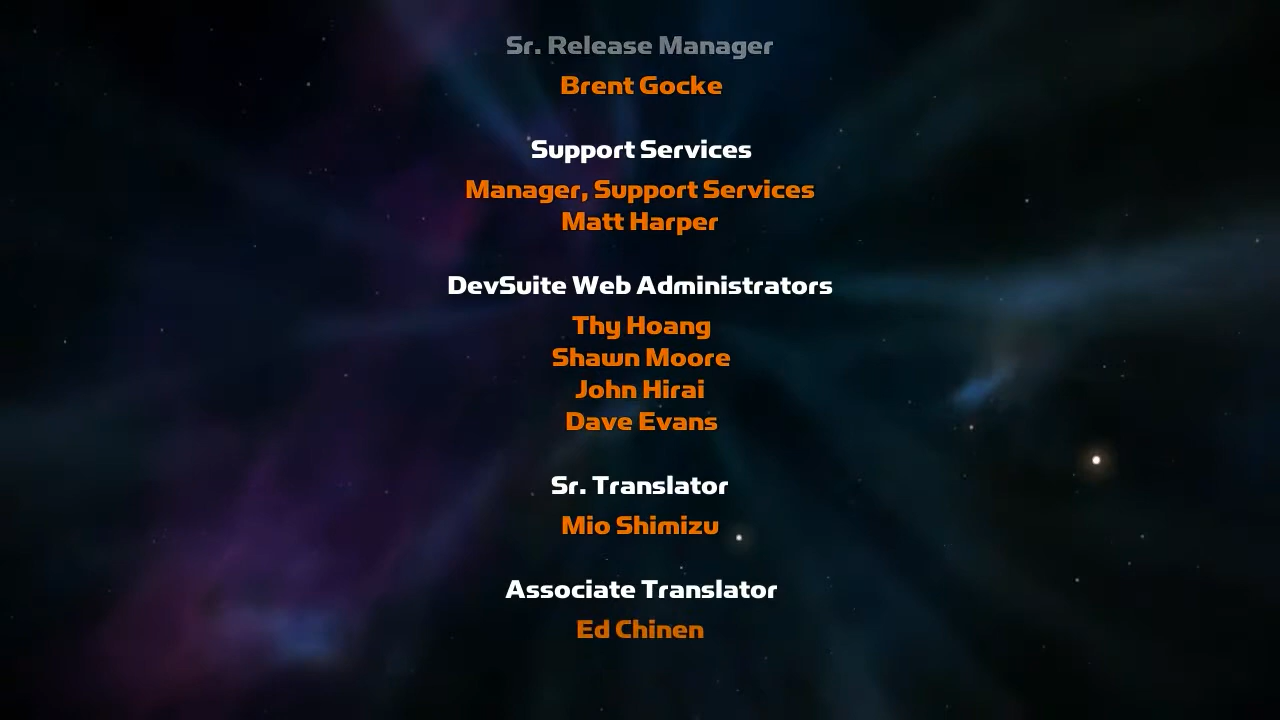 Sr. Release Manager
Brent Gocke
Support Services
Manager, Support Services
Matt Harper
DevSuite Web Administrators
Thy Hoang
Shawn Moore
John Hirai
Dave Evans
Sr. Translator
Mio Shimizu
Associate Translator
Ed Chinen